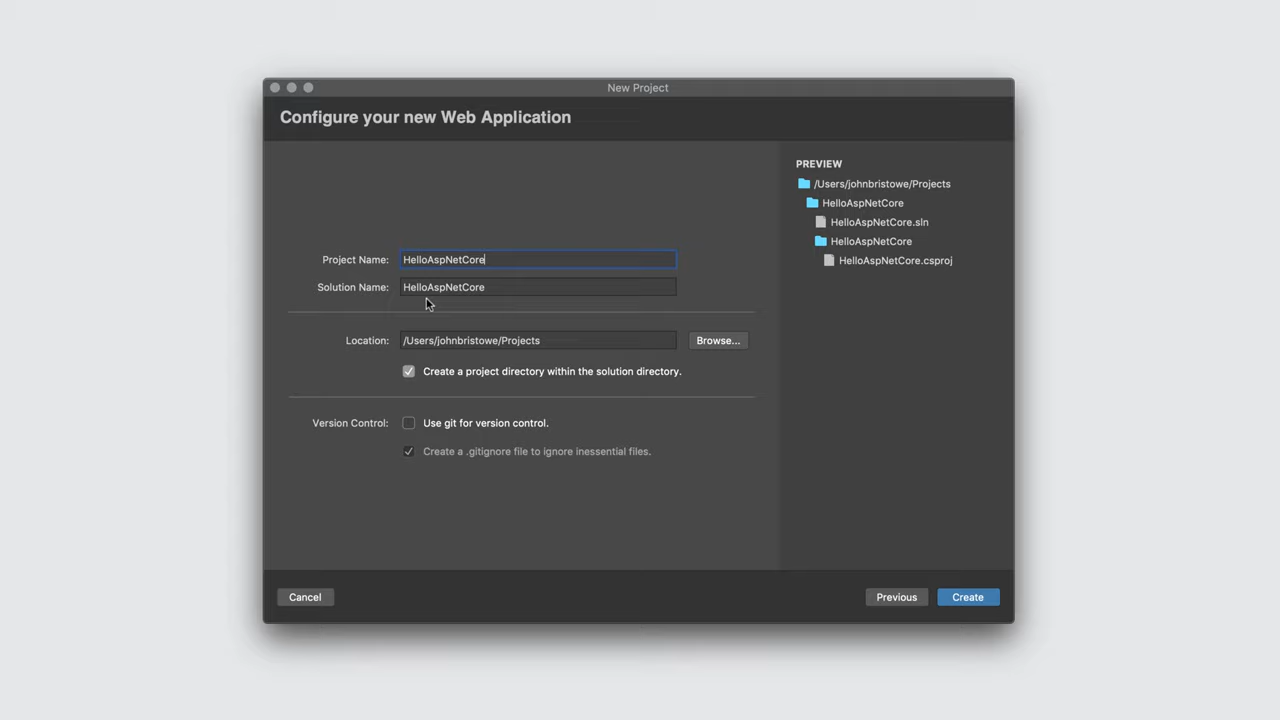 New Project
Configure your new Web Application
Project Name: HelloAspNetCore
Solution Name: HelloAspNetCore
Location: /Users/johnbristowe/Projects Browse...
Create a project directory within the solution directory.
Version Control: Use git for version control.
Create a .gitignore file to ignore inessential files.
PREVIEW
/Users/johnbristowe/Projects
HelloAspNetCore
HelloAspNetCore.sln
HelloAspNetCore
HelloAspNetCore.csproj
Cancel Previous Create